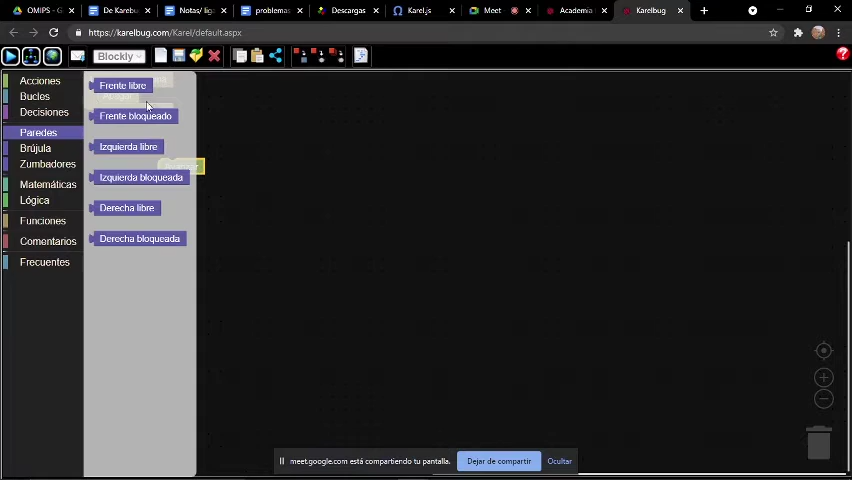 OMIPS - G
De Karebu
Notas/ lig
problemas
Descargas
Karel.js
Meet
Academia
Karelbug
https://karelbug.com/Karel/default.aspx
Blockly
Acciones
Bucles
Decisiones
Paredes
Brújula
Zumbadores
Matemáticas
Lógica
Funciones
Comentarios
Frecuentes
Frente libre
Frente bloqueado
Izquierda libre
Izquierda bloqueada
Derecha libre
Derecha bloqueada
meet.google.com está compartiendo tu pantalla.
Dejar de compartir
Ocultar